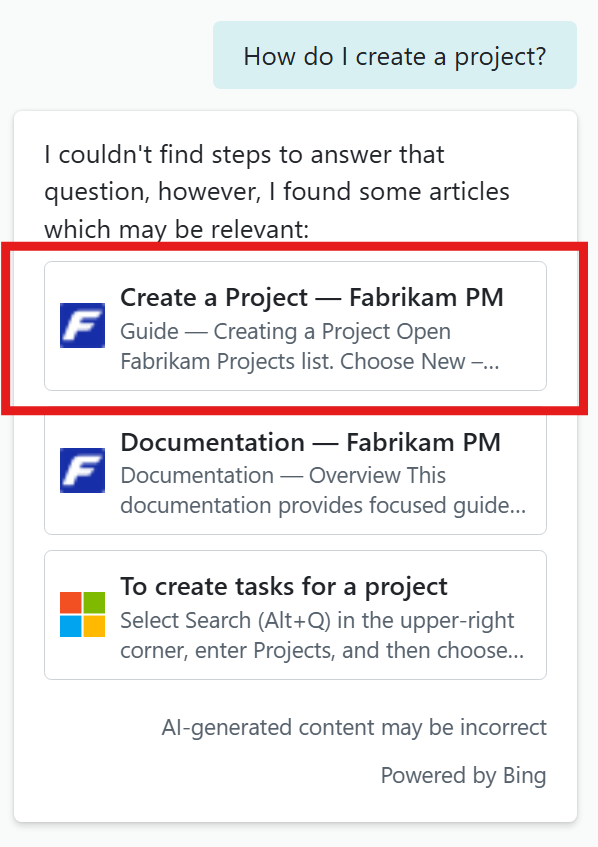 How do I create a project?
I couldn't find steps to answer that
question, however, I found some articles
which may be relevant:
Create a Project — Fabrikam PM
Guide — Creating a Project Open
Fabrikam Projects list. Choose New –...
Documentation — Fabrikam PM
Documentation — Overview This
documentation provides focused guide...
To create tasks for a project
Select Search (Alt+Q) in the upper-right
corner, enter Projects, and then choose...
AI-generated content may be incorrect
Powered by Bing